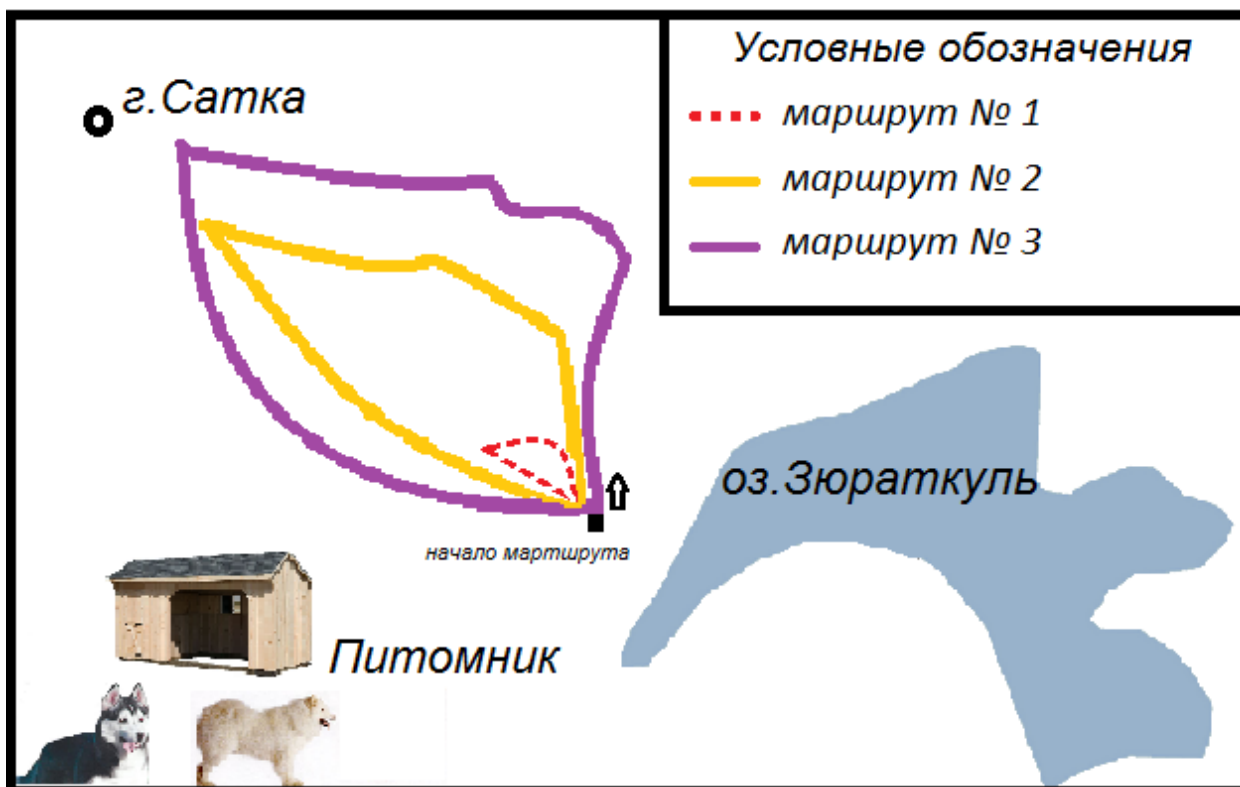 г.Сатка
Условные обозначения
маршрут № 1
маршрут № 2
маршрут № 3
оз.Зюраткуль
начало мартшрута
Питомник